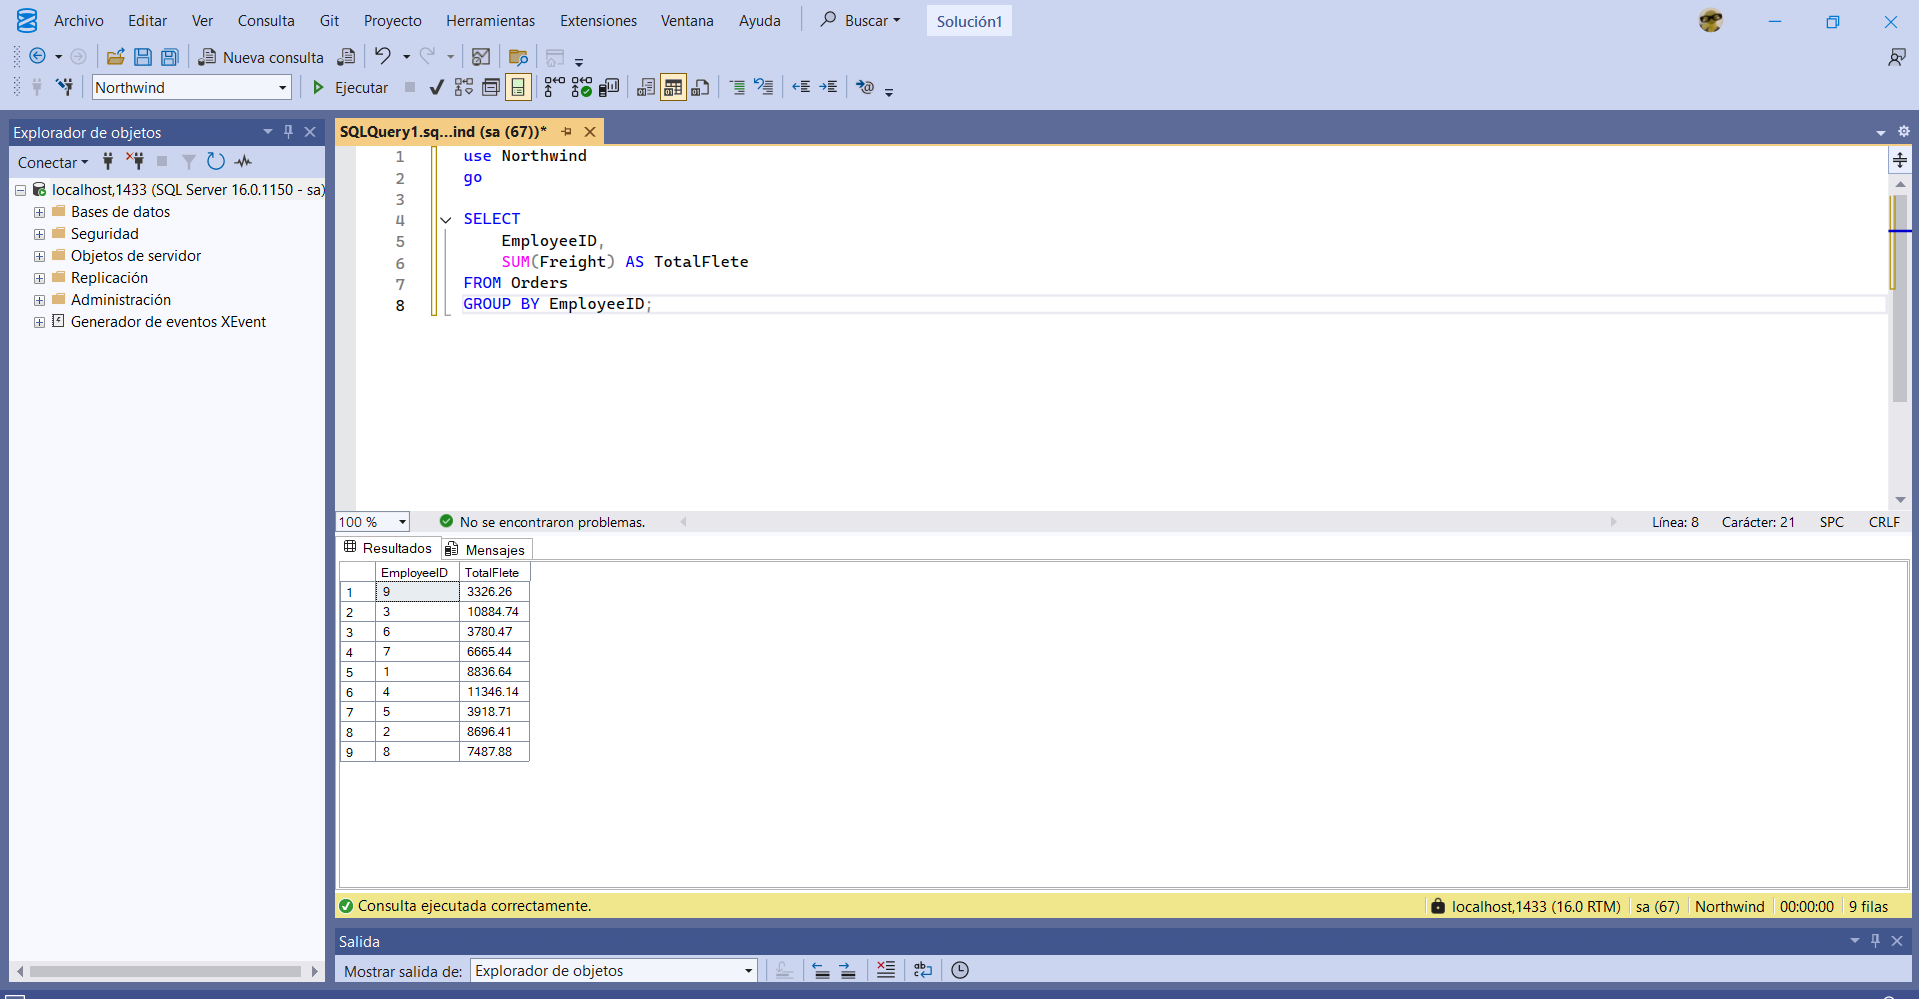 Archivo Editar Ver Consulta Git Proyecto Herramientas Extensiones Ventana Ayuda Buscar Solución1
Nueva consulta
Northwind Ejecutar
Explorador de objetos
Conectar
localhost,1433 (SQL Server 16.0.1150 - sa)
Bases de datos
Seguridad
Objetos de servidor
Replicación
Administración
Generador de eventos XEvent
SQLQuery1.sq...ind (sa (67))*
1 use Northwind
2 go
3
4 SELECT
5 EmployeeID,
6 SUM(Freight) AS TotalFlete
7 FROM Orders
8 GROUP BY EmployeeID;
100 % No se encontraron problemas. Línea: 8 Carácter: 21 SPC CRLF
Resultados Mensajes
EmployeeID TotalFlete
1 9 3326.26
2 3 10884.74
3 6 3780.47
4 7 6665.44
5 1 8836.64
6 4 11346.14
7 5 3918.71
8 2 8696.41
9 8 7487.88
Consulta ejecutada correctamente. localhost,1433 (16.0 RTM) sa (67) Northwind 00:00:00 9 filas
Salida
Mostrar salida de: Explorador de objetos